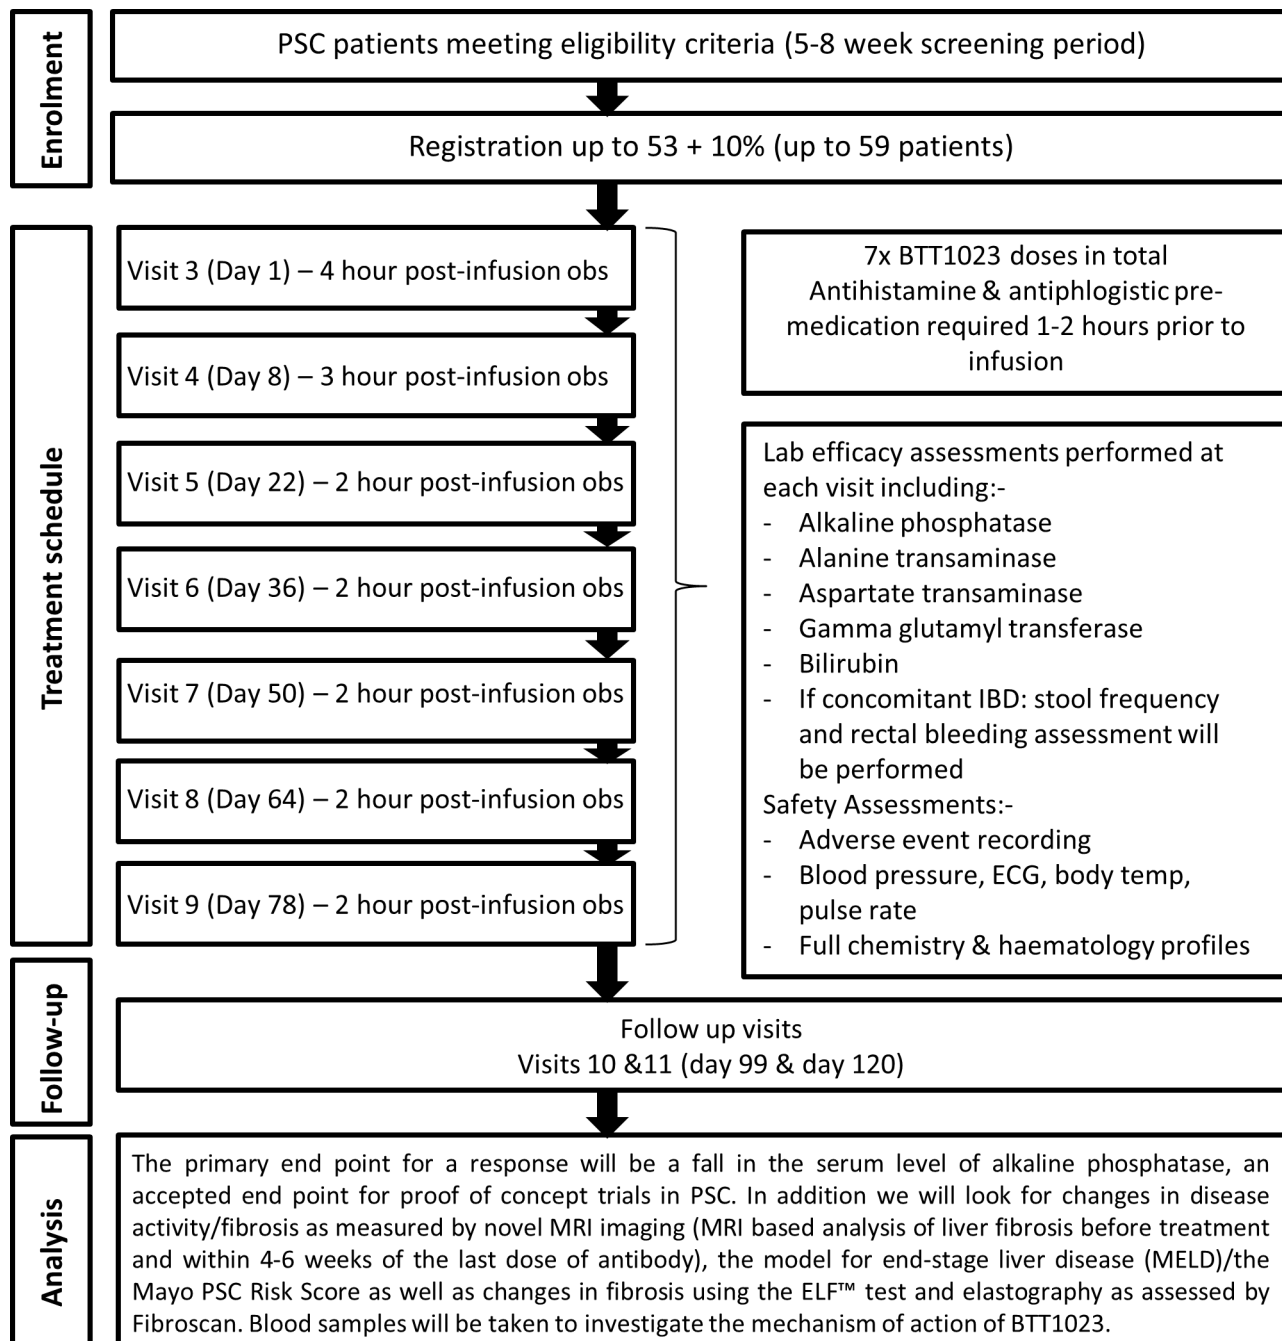 Enrolment
PSC patients meeting eligibility criteria (5-8 week screening period)
Registration up to 53 + 10% (up to 59 patients)
Treatment schedule
Visit 3 (Day 1) – 4 hour post-infusion obs
Visit 4 (Day 8) – 3 hour post-infusion obs
Visit 5 (Day 22) – 2 hour post-infusion obs
Visit 6 (Day 36) – 2 hour post-infusion obs
Visit 7 (Day 50) – 2 hour post-infusion obs
Visit 8 (Day 64) – 2 hour post-infusion obs
Visit 9 (Day 78) – 2 hour post-infusion obs
7x BTT1023 doses in total
Antihistamine & antiphlogistic pre-
medication required 1-2 hours prior to
infusion
Lab efficacy assessments performed at
each visit including:-
- Alkaline phosphatase
- Alanine transaminase
- Aspartate transaminase
- Gamma glutamyl transferase
- Bilirubin
- If concomitant IBD: stool frequency
and rectal bleeding assessment will
be performed
Safety Assessments:-
- Adverse event recording
- Blood pressure, ECG, body temp,
pulse rate
- Full chemistry & haematology profiles
Follow-up
Follow up visits
Visits 10 &11 (day 99 & day 120)
Analysis
The primary end point for a response will be a fall in the serum level of alkaline phosphatase, an
accepted end point for proof of concept trials in PSC. In addition we will look for changes in disease
activity/fibrosis as measured by novel MRI imaging (MRI based analysis of liver fibrosis before treatment
and within 4-6 weeks of the last dose of antibody), the model for end-stage liver disease (MELD)/the
Mayo PSC Risk Score as well as changes in fibrosis using the ELF™ test and elastography as assessed by
Fibroscan. Blood samples will be taken to investigate the mechanism of action of BTT1023.